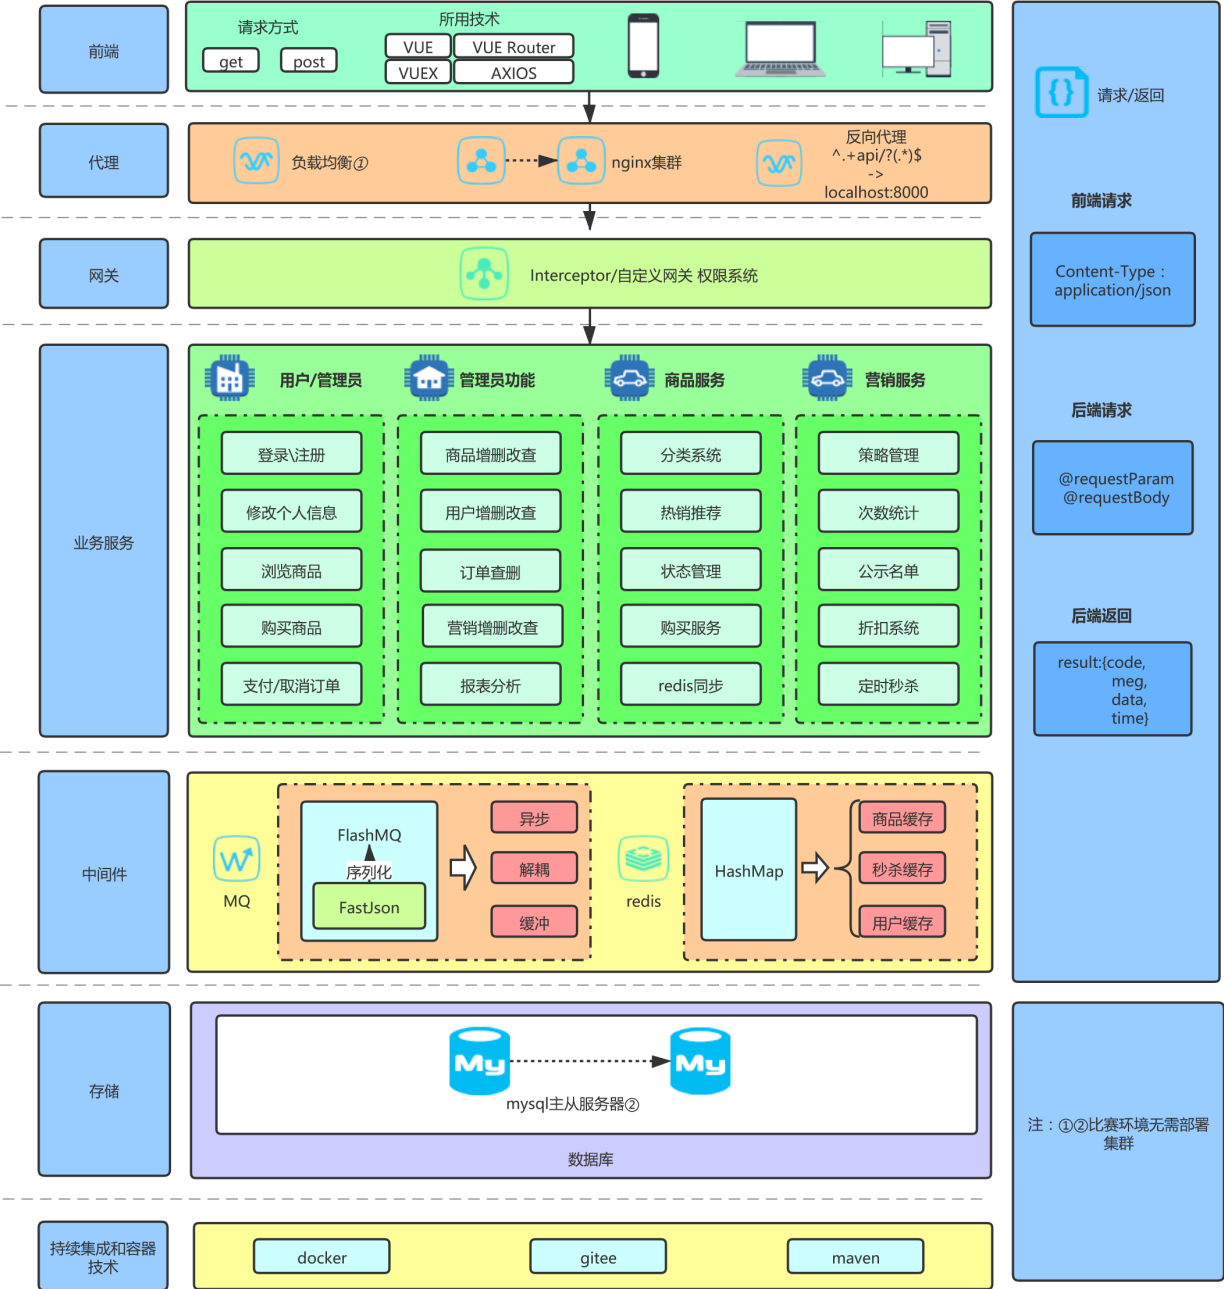 前端
请求方式
get
post
所用技术
VUE
VUE Router
VUEX
AXIOS
代理
负载均衡①
nginx集群
反向代理
^.+api/?(.*)$
->
localhost:8000
网关
Interceptor/自定义网关 权限系统
业务服务
用户/管理员
登录\注册
修改个人信息
浏览商品
购买商品
支付/取消订单
管理员功能
商品增删改查
用户增删改查
订单查删
营销增删改查
报表分析
商品服务
分类系统
热销推荐
状态管理
购买服务
redis同步
营销服务
策略管理
次数统计
公示名单
折扣系统
定时秒杀
中间件
MQ
FlashMQ
序列化
FastJson
异步
解耦
缓冲
redis
HashMap
商品缓存
秒杀缓存
用户缓存
存储
My
My
mysql主从服务器②
数据库
持续集成和容器
技术
docker
gitee
maven
{}
请求/返回
前端请求
Content-Type：
application/json
后端请求
@requestParam
@requestBody
后端返回
result:{code,
meg,
data,
time}
注：①②比赛环境无需部署
集群